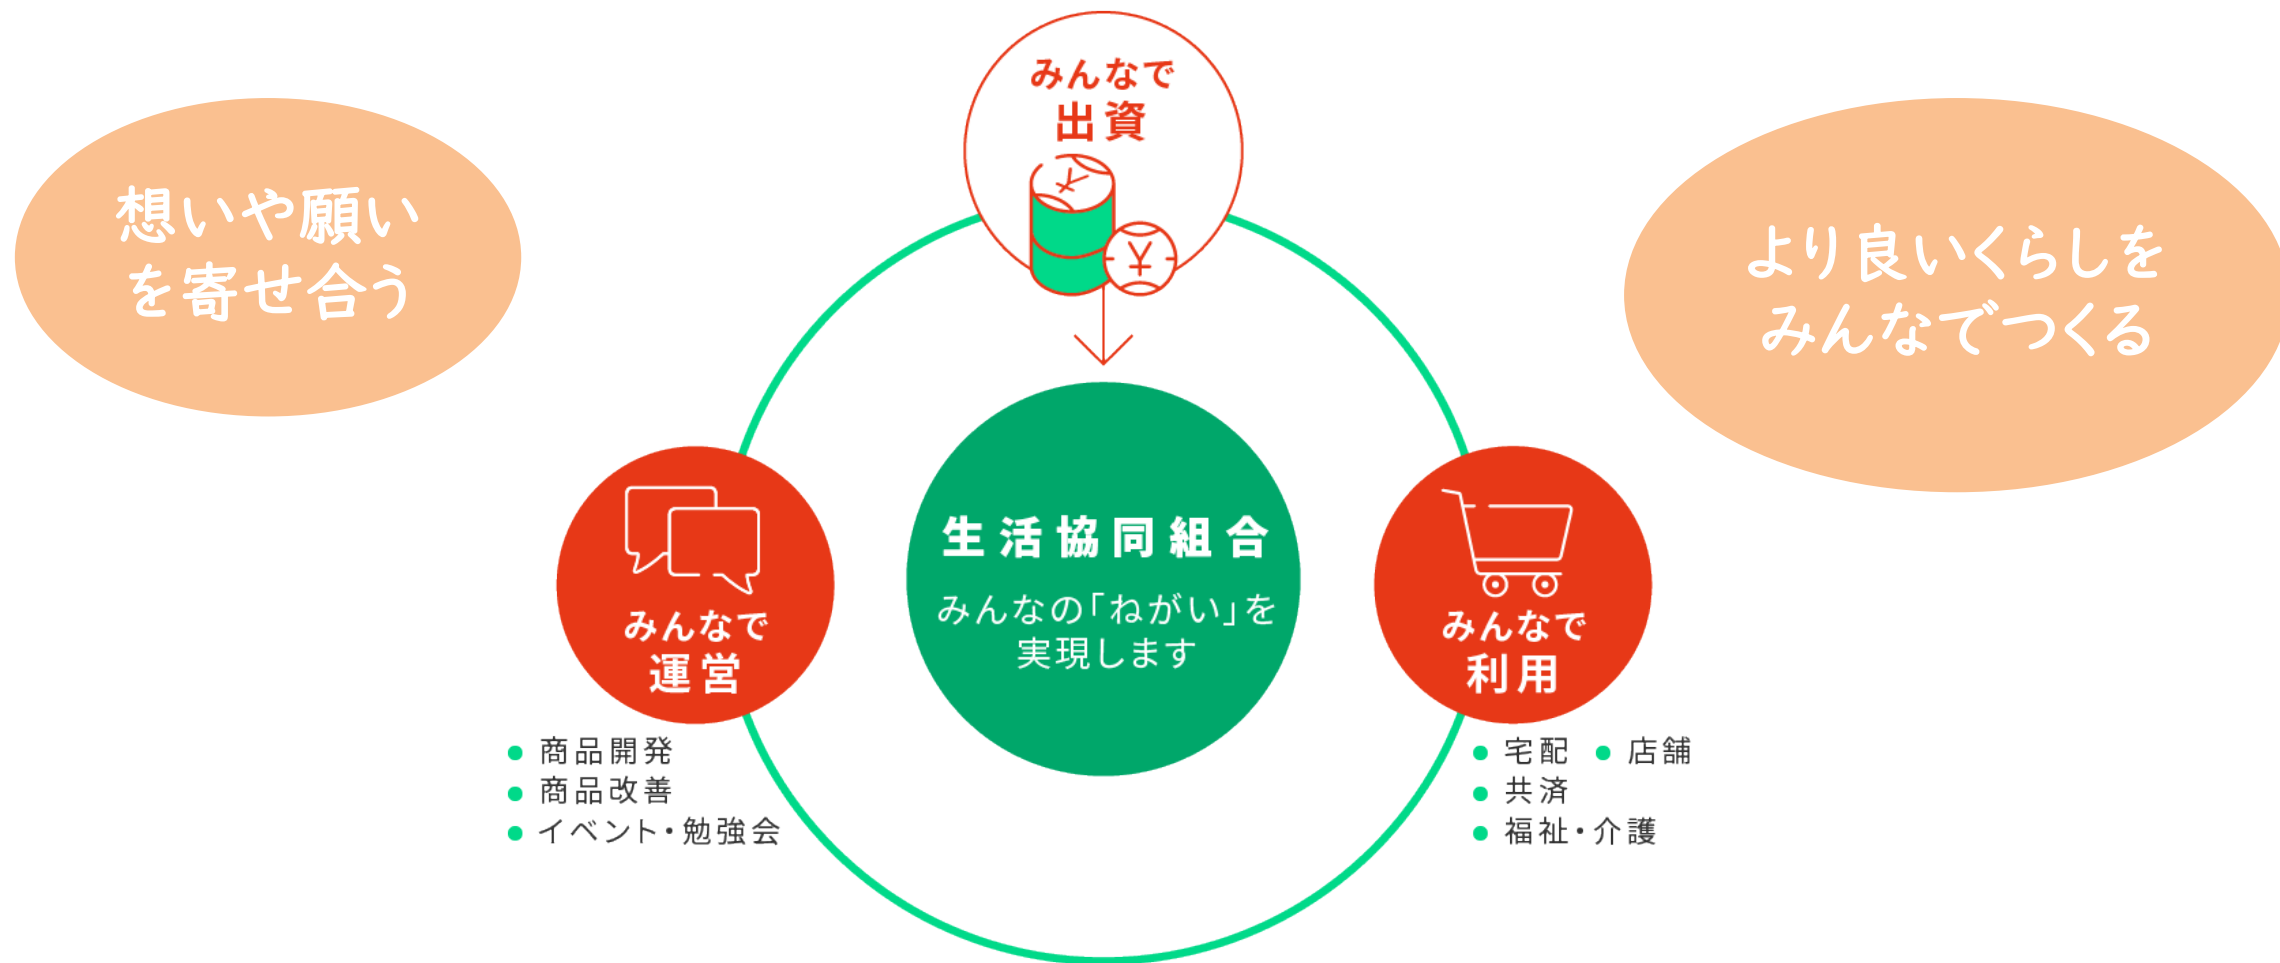 みんなで
出資
想いや願い
を寄せ合う
より良いくらしを
みんなでつくる
生活協同組合
みんなの「ねがい」を
実現します
みんなで
運営
• 商品開発
• 商品改善
• イベント・勉強会
みんなで
利用
• 宅配 • 店舗
• 共済
• 福祉・介護